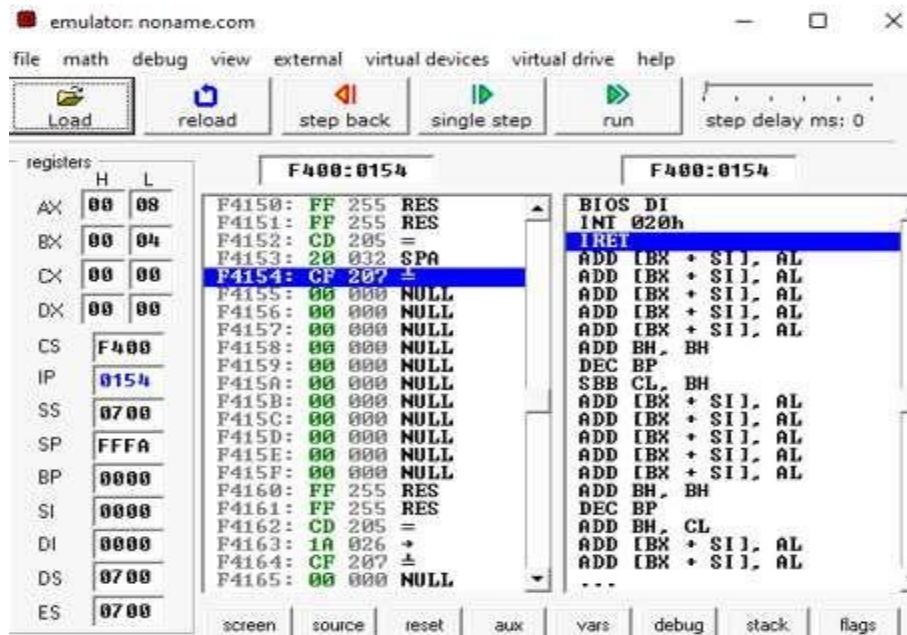 emulator: noname.com
file math debug view external virtual devices virtual drive help
Load reload step back single step run step delay ms: 0
registers
H L
F400:0154
F400:0154
AX 00 08
BX 00 04
CX 00 00
DX 00 00
CS F400
IP 0154
SS 0700
SP FFFA
BP 0000
SI 0000
DI 0000
DS 0700
ES 0700
F4150: FF 255 RES
F4151: FF 255 RES
F4152: CD 205 =
F4153: 20 032 SPA
F4154: CF 207 ╧
F4155: 00 000 NULL
F4156: 00 000 NULL
F4157: 00 000 NULL
F4158: 00 000 NULL
F4159: 00 000 NULL
F415A: 00 000 NULL
F415B: 00 000 NULL
F415C: 00 000 NULL
F415D: 00 000 NULL
F415E: 00 000 NULL
F415F: 00 000 NULL
F4160: FF 255 RES
F4161: FF 255 RES
F4162: CD 205 =
F4163: 1A 026 →
F4164: CF 207 ╧
F4165: 00 000 NULL
BIOS DI
INT 020h
IRET
ADD [BX + SI], AL
ADD [BX + SI], AL
ADD [BX + SI], AL
ADD [BX + SI], AL
ADD BH, BH
DEC BP
SBB CL, BH
ADD [BX + SI], AL
ADD [BX + SI], AL
ADD [BX + SI], AL
ADD [BX + SI], AL
ADD [BX + SI], AL
ADD BH, BH
DEC BP
ADD BH, CL
ADD [BX + SI], AL
ADD [BX + SI], AL
...
screen source reset aux vars debug stack flags